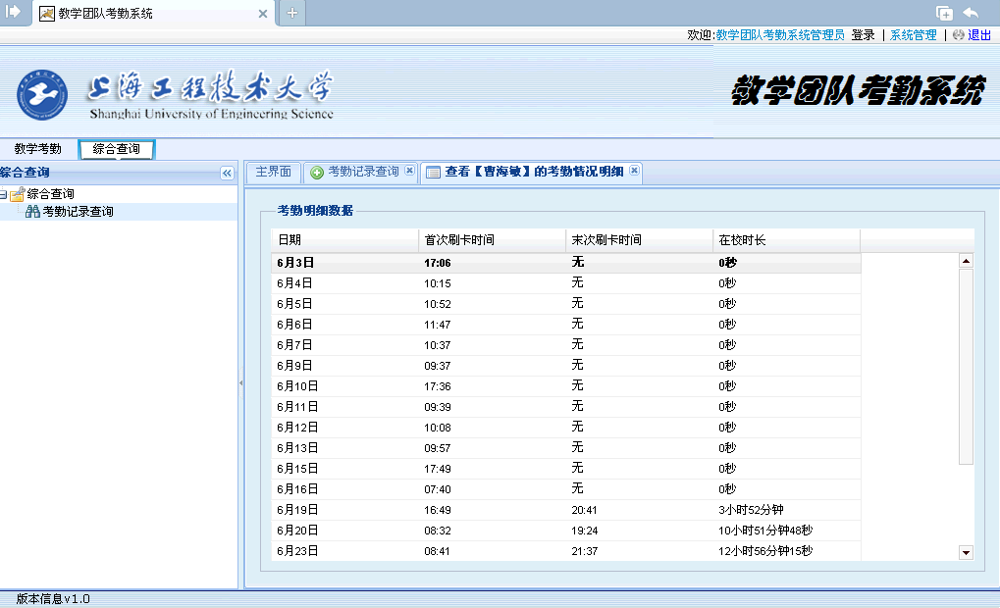 教学团队考勤系统
欢迎:教学团队考勤系统管理员 登录 | 系统管理 | 退出
上海工程技术大学
Shanghai University of Engineering Science
教学团队考勤系统
教学考勤 综合查询
综合查询
综合查询
考勤记录查询
主界面 考勤记录查询 查看【曹海敏】的考勤情况明细
考勤明细数据
日期 首次刷卡时间 末次刷卡时间 在校时长
6月3日 17:06 无 0秒
6月4日 10:15 无 0秒
6月5日 10:52 无 0秒
6月6日 11:47 无 0秒
6月7日 10:37 无 0秒
6月9日 09:37 无 0秒
6月10日 17:36 无 0秒
6月11日 09:39 无 0秒
6月12日 10:08 无 0秒
6月13日 09:57 无 0秒
6月15日 17:49 无 0秒
6月16日 07:40 无 0秒
6月19日 16:49 20:41 3小时52分钟
6月20日 08:32 19:24 10小时51分钟48秒
6月23日 08:41 21:37 12小时56分钟15秒
版本信息v1.0